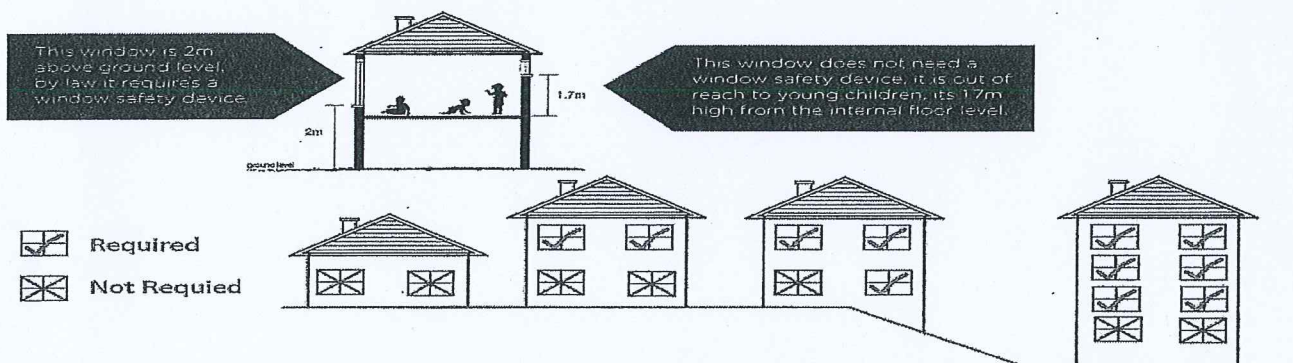 This window is 2m
above ground level,
by law it requires a
window safety device.
This window does not need a
window safety device, it is out of
reach to young children, its 1.7m
high from the internal floor level.
1.7m
2m
ground level
Required
Not Requied